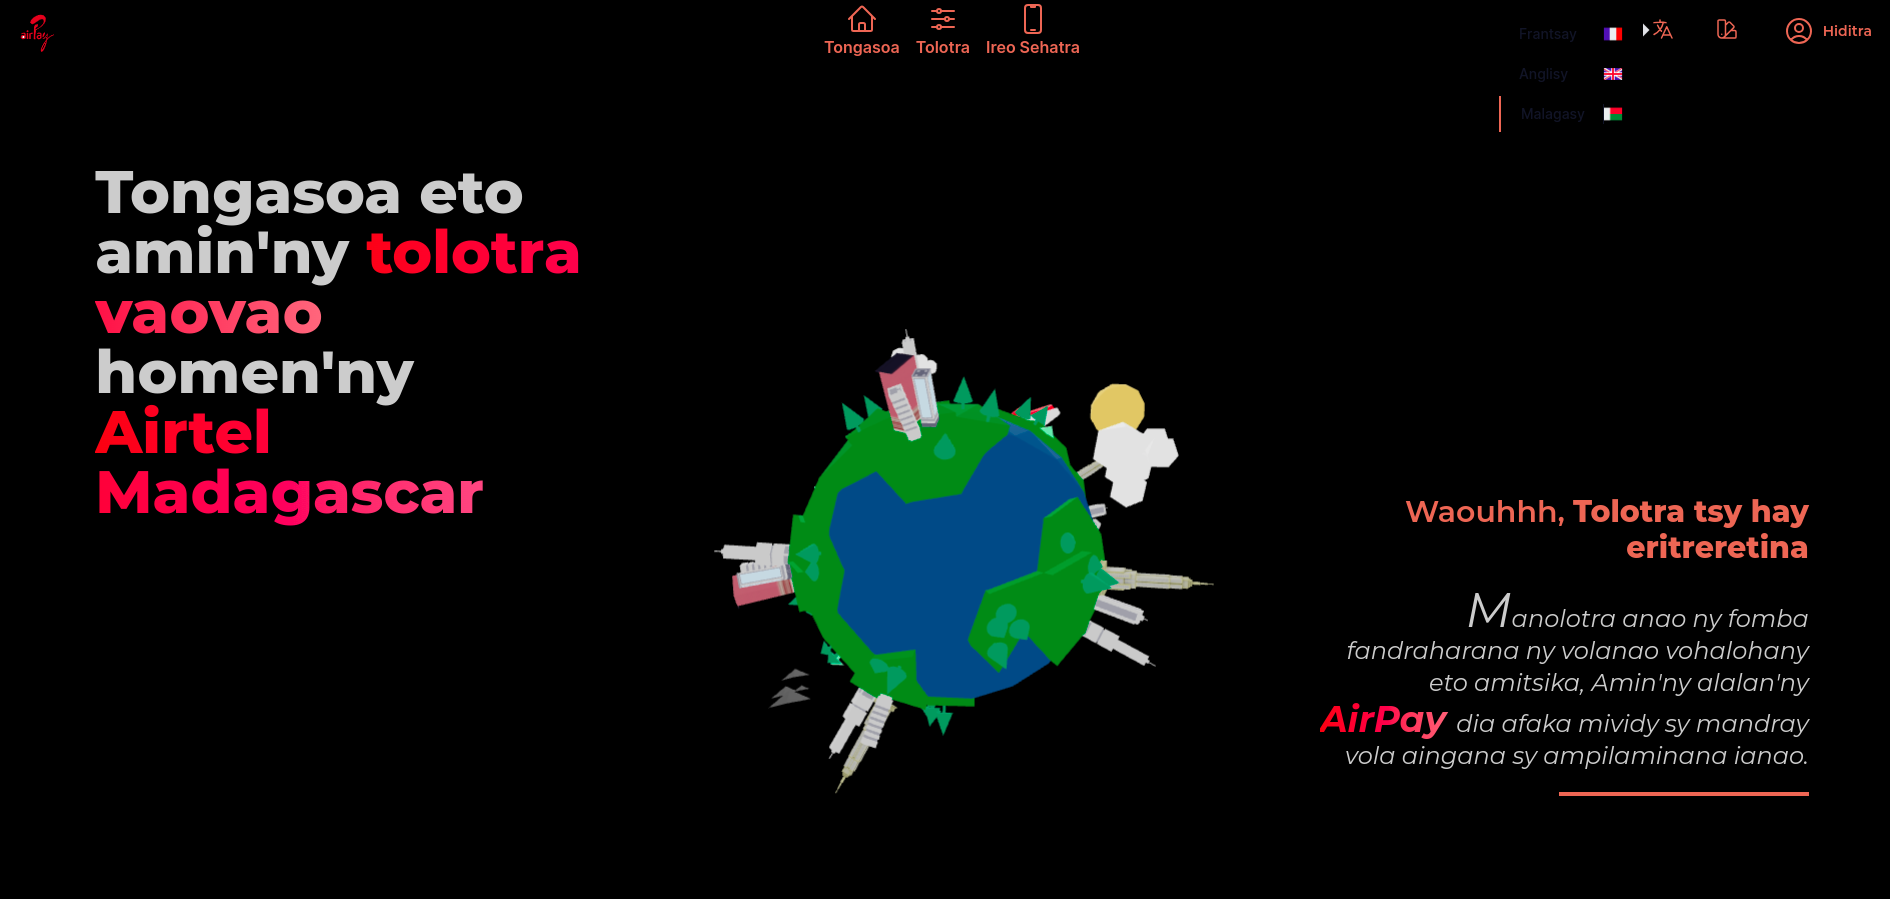 airPay
Tongasoa
Tolotra
Ireo Sehatra
Frantsay
Anglisy
Malagasy
Hiditra
Tongasoa eto
amin'ny tolotra
vaovao
homen'ny
Airtel
Madagascar
Waouhhh, Tolotra tsy hay
eritreretina
Manolotra anao ny fomba
fandraharana ny volanao vohalohany
eto amitsika, Amin'ny alalan'ny
AirPay dia afaka mividy sy mandray
vola aingana sy ampilaminana ianao.